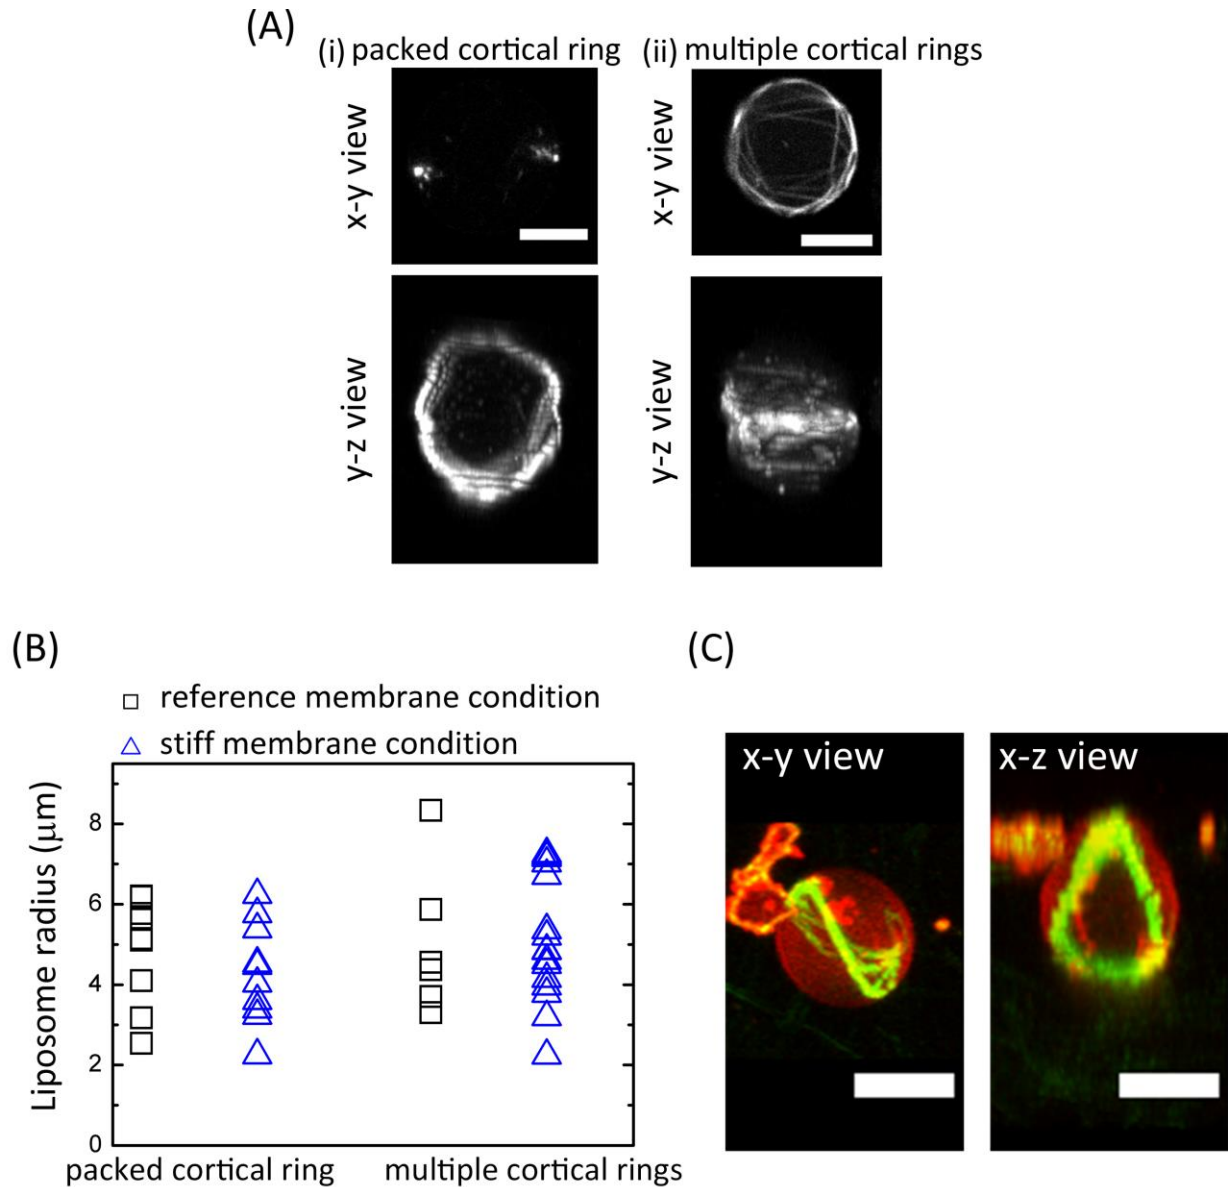 (A)
(i) packed cortical ring (ii) multiple cortical rings
x-y view x-y view
y-z view y-z view
(B) (C)
reference membrane condition
stiff membrane condition
x-y view x-z view
Liposome radius (μm)
8
6
4
2
0
packed cortical ring multiple cortical rings